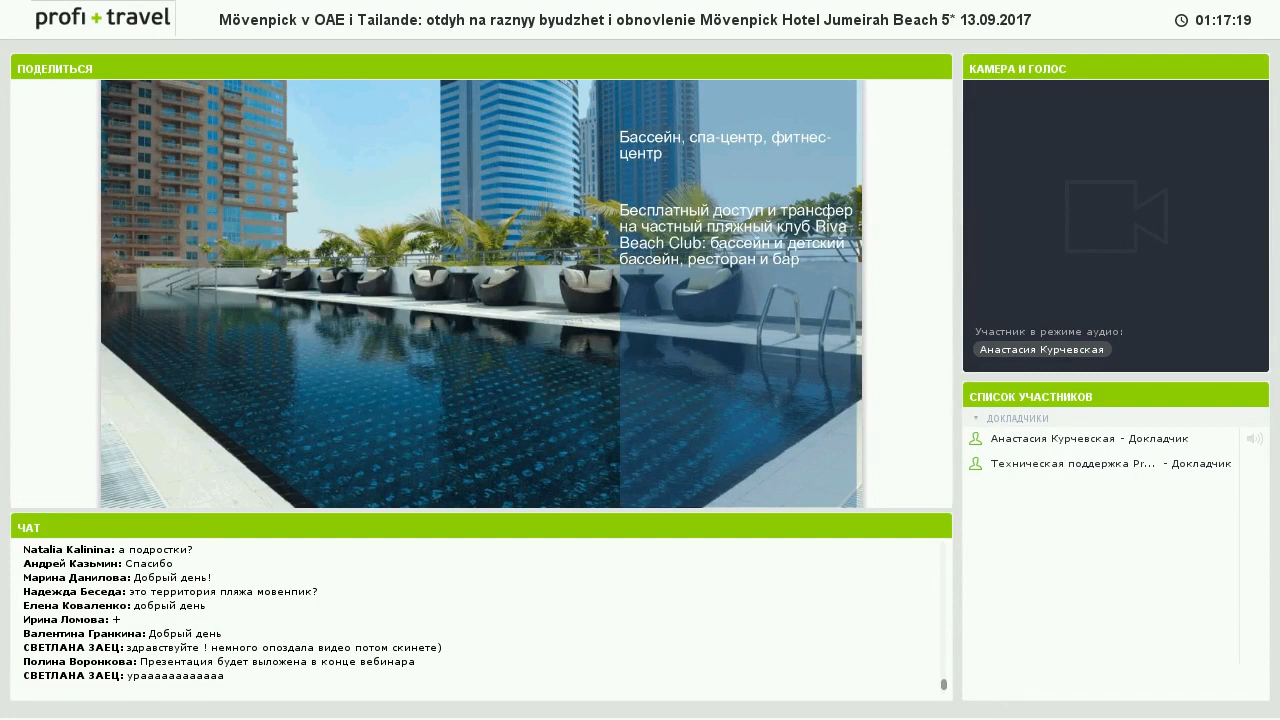 profi + travel
Mövenpick v OAE i Tailande: otdyh na raznyy byudzhet i obnovlenie Mövenpick Hotel Jumeirah Beach 5* 13.09.2017
01:17:19
ПОДЕЛИТЬСЯ
Бассейн, спа-центр, фитнес-
центр
Бесплатный доступ и трансфер
на частный пляжный клуб Riva
Beach Club: бассейн и детский
бассейн, ресторан и бар
КАМЕРА И ГОЛОС
Участник в режиме аудио:
Анастасия Курчевская
СПИСОК УЧАСТНИКОВ
ДОКЛАДЧИКИ
Анастасия Курчевская - Докладчик
Техническая поддержка Pr... - Докладчик
ЧАТ
Natalia Kalinina: а подростки?
Андрей Казьмин: Спасибо
Марина Данилова: Добрый день!
Надежда Беседа: это территория пляжа мовенпик?
Елена Коваленко: добрый день
Ирина Ломова: +
Валентина Гранкина: Добрый день
СВЕТЛАНА ЗАЕЦ: здравствуйте ! немного опоздала видео потом скинете)
Полина Воронкова: Презентация будет выложена в конце вебинара
СВЕТЛАНА ЗАЕЦ: урааааааааааа